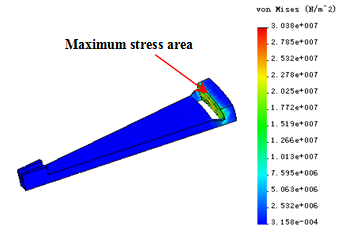 von Mises (N/m^2)
Maximum stress area
3.038e+007
2.785e+007
2.532e+007
2.278e+007
2.025e+007
1.772e+007
1.519e+007
1.266e+007
1.013e+007
7.595e+006
5.063e+006
2.532e+006
3.158e-004